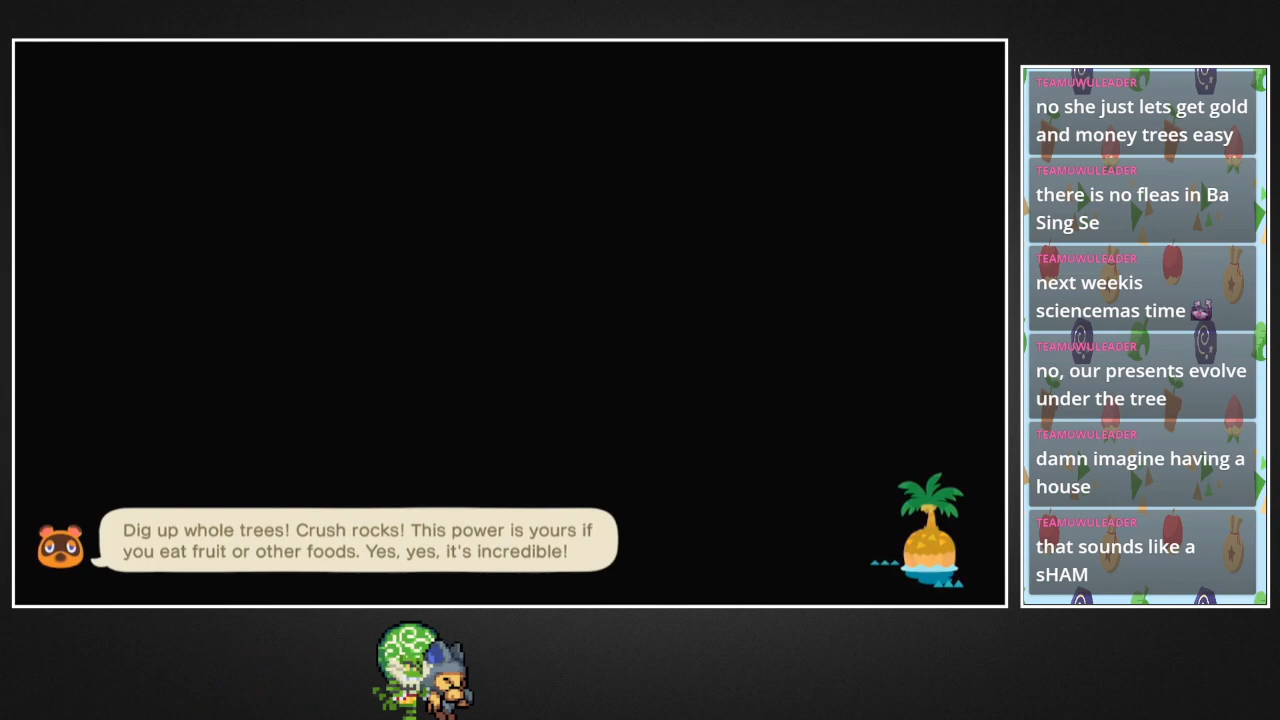 Dig up whole trees! Crush rocks! This power is yours if
you eat fruit or other foods. Yes, yes, it's incredible!
TEAMUWULEADER
no she just lets get gold
and money trees easy
TEAMUWULEADER
there is no fleas in Ba
Sing Se
TEAMUWULEADER
next weekis
sciencemas time
TEAMUWULEADER
no, our presents evolve
under the tree
TEAMUWULEADER
damn imagine having a
house
TEAMUWULEADER
that sounds like a
sHAM